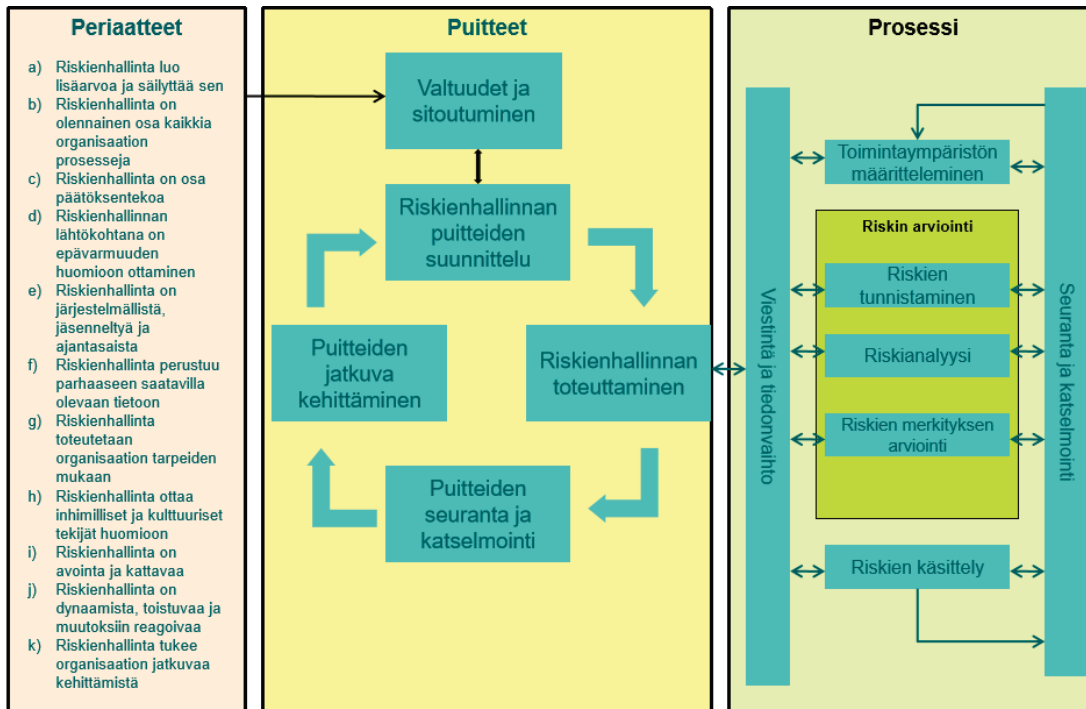 Periaatteet
a) Riskienhallinta luo
lisäarvoa ja säilyttää sen
b) Riskienhallinta on
olennainen osa kaikkia
organisaation
prosesseja
c) Riskienhallinta on osa
päätöksentekoa
d) Riskienhallinnan
lähtökohtana on
epävarmuuden
huomioon ottaminen
e) Riskienhallinta on
järjestelmällistä,
jäsenneltyä ja
ajantasaista
f) Riskienhallinta perustuu
parhaaseen saatavilla
olevaan tietoon
g) Riskienhallinta
toteutetaan
organisaation tarpeiden
mukaan
h) Riskienhallinta ottaa
inhimilliset ja kulttuuriset
tekijät huomioon
i) Riskienhallinta on
avointa ja kattavaa
j) Riskienhallinta on
dynaamista, toistuvaa ja
muutoksiin reagoivaa
k) Riskienhallinta tukee
organisaation jatkuvaa
kehittämistä
Puitteet
Valtuudet ja
sitoutuminen
Riskienhallinnan
puitteiden
suunnittelu
Riskienhallinnan
toteuttaminen
Puitteiden
seuranta ja
katselmointi
Puitteiden
jatkuva
kehittäminen
Prosessi
Viestintä ja tiedonvaihto
Toimintaympäristön
määritteleminen
Riskin arviointi
Riskien
tunnistaminen
Riskianalyysi
Riskien merkityksen
arviointi
Riskien käsittely
Seuranta ja katselmointi